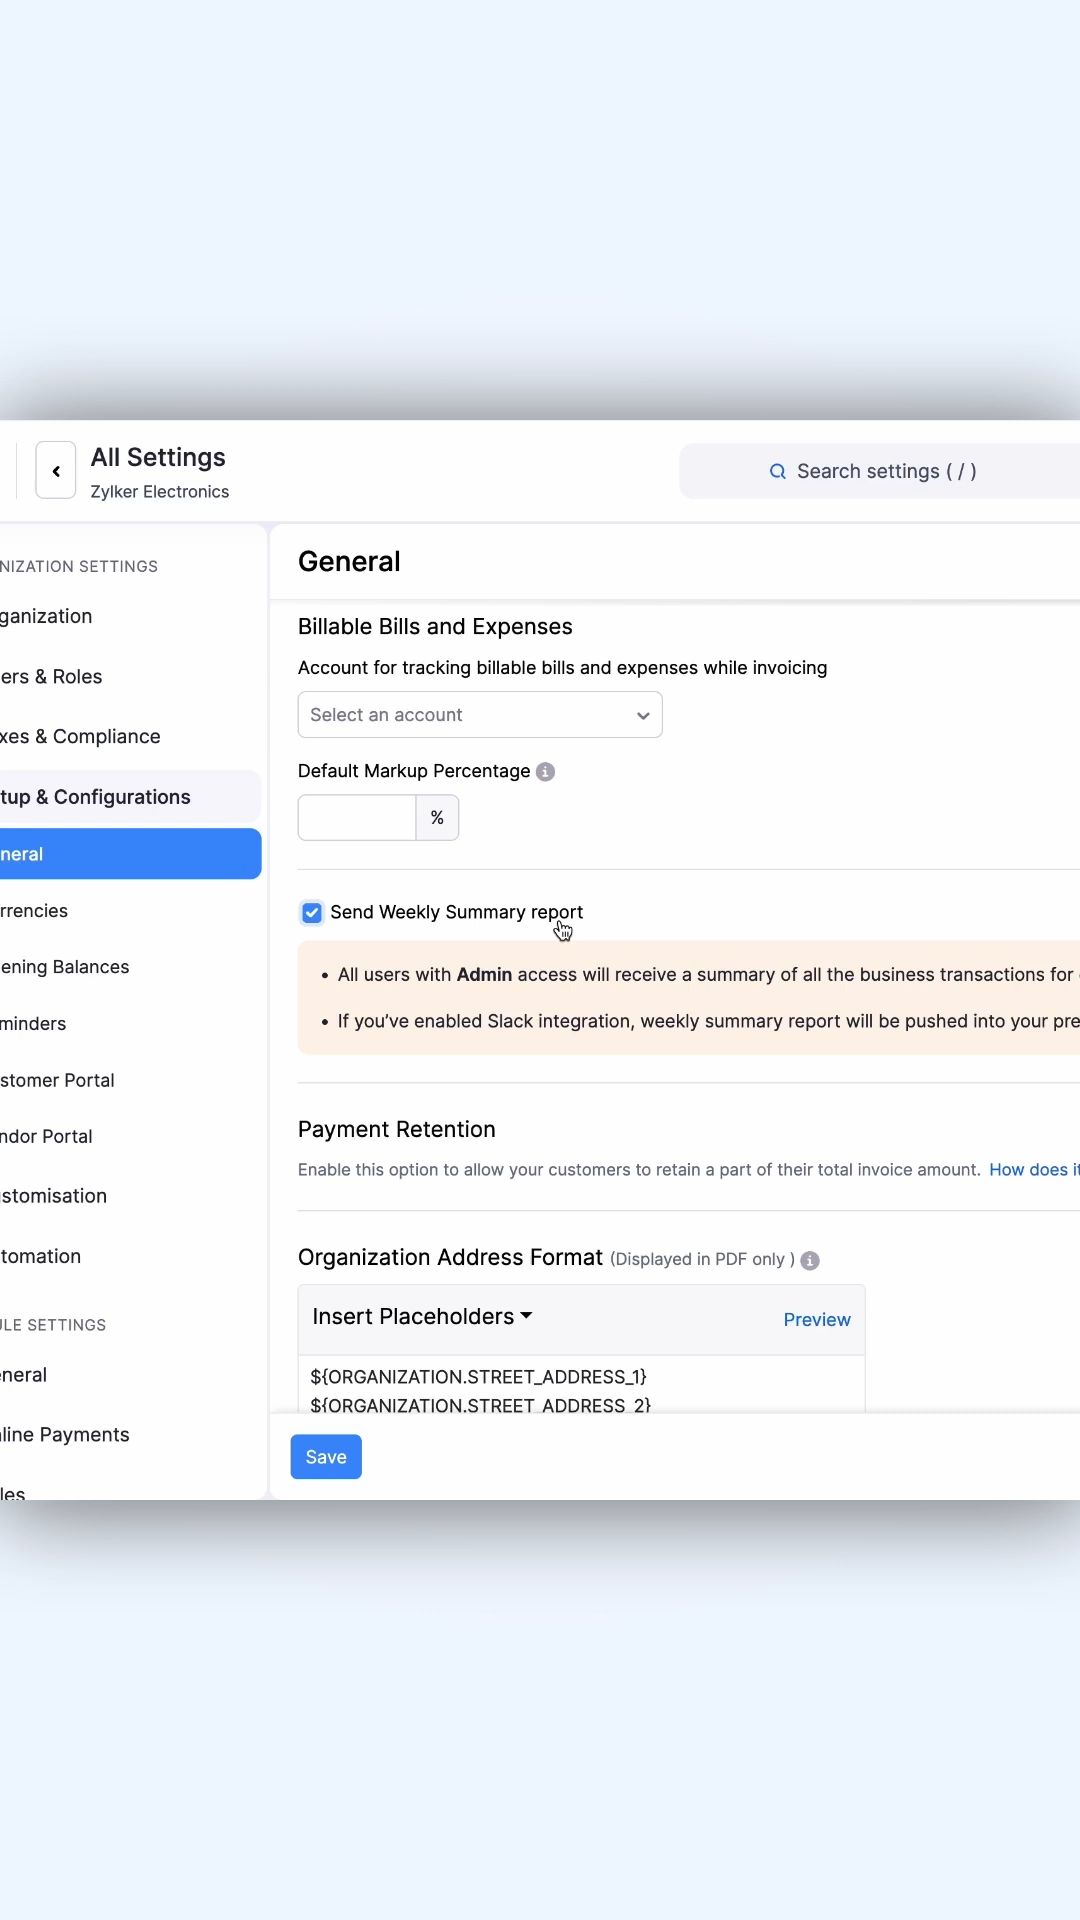 All Settings
Zylker Electronics
Search settings ( / )
NIZATION SETTINGS
ganization
ers & Roles
xes & Compliance
tup & Configurations
neral
rrencies
ening Balances
minders
stomer Portal
ndor Portal
stomisation
tomation
LE SETTINGS
neral
line Payments
les
General
Billable Bills and Expenses
Account for tracking billable bills and expenses while invoicing
Select an account
Default Markup Percentage
%
Send Weekly Summary report
• All users with Admin access will receive a summary of all the business transactions for
• If you've enabled Slack integration, weekly summary report will be pushed into your pre
Payment Retention
Enable this option to allow your customers to retain a part of their total invoice amount. How does it
Organization Address Format (Displayed in PDF only )
Insert Placeholders
Preview
${ORGANIZATION.STREET_ADDRESS_1}
${ORGANIZATION.STREET_ADDRESS_2}
Save